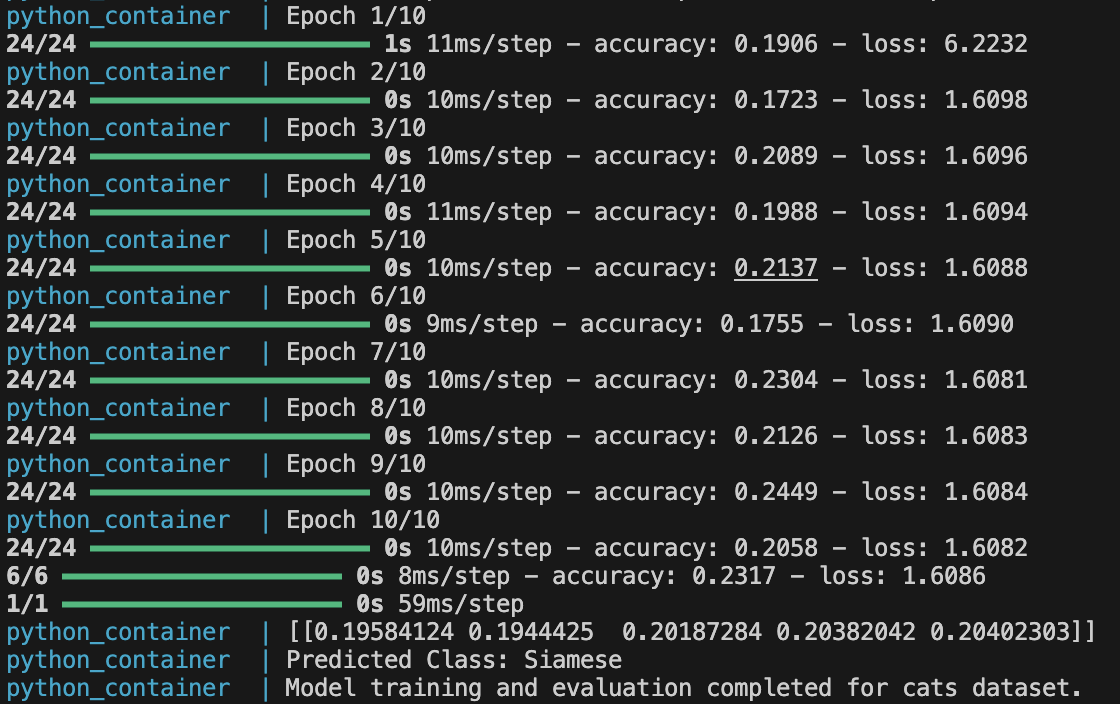 python_container  | Epoch 1/10
24/24 ━━━━━━━━━━━━━━━━━━━━ 1s 11ms/step – accuracy: 0.1906 – loss: 6.2232
python_container  | Epoch 2/10
24/24 ━━━━━━━━━━━━━━━━━━━━ 0s 10ms/step – accuracy: 0.1723 – loss: 1.6098
python_container  | Epoch 3/10
24/24 ━━━━━━━━━━━━━━━━━━━━ 0s 10ms/step – accuracy: 0.2089 – loss: 1.6096
python_container  | Epoch 4/10
24/24 ━━━━━━━━━━━━━━━━━━━━ 0s 11ms/step – accuracy: 0.1988 – loss: 1.6094
python_container  | Epoch 5/10
24/24 ━━━━━━━━━━━━━━━━━━━━ 0s 10ms/step – accuracy: 0.2137 – loss: 1.6088
python_container  | Epoch 6/10
24/24 ━━━━━━━━━━━━━━━━━━━━ 0s 9ms/step – accuracy: 0.1755 – loss: 1.6090
python_container  | Epoch 7/10
24/24 ━━━━━━━━━━━━━━━━━━━━ 0s 10ms/step – accuracy: 0.2304 – loss: 1.6081
python_container  | Epoch 8/10
24/24 ━━━━━━━━━━━━━━━━━━━━ 0s 10ms/step – accuracy: 0.2126 – loss: 1.6083
python_container  | Epoch 9/10
24/24 ━━━━━━━━━━━━━━━━━━━━ 0s 10ms/step – accuracy: 0.2449 – loss: 1.6084
python_container  | Epoch 10/10
24/24 ━━━━━━━━━━━━━━━━━━━━ 0s 10ms/step – accuracy: 0.2058 – loss: 1.6082
6/6 ━━━━━━━━━━━━━━━━━━━━ 0s 8ms/step – accuracy: 0.2317 – loss: 1.6086
1/1 ━━━━━━━━━━━━━━━━━━━━ 0s 59ms/step
python_container  | [[0.19584124 0.1944425  0.20187284 0.20382042 0.20402303]]
python_container  | Predicted Class: Siamese
python_container  | Model training and evaluation completed for cats dataset.